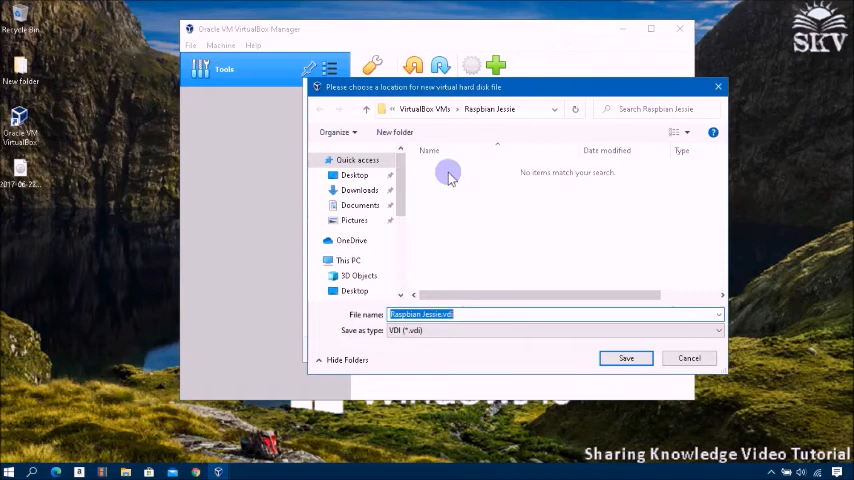 Recycle Bin
New folder
Oracle VM
VirtualBox
2017-06-23...
SKV
Oracle VM VirtualBox Manager
File Machine Help
Tools
Please choose a location for new virtual hard disk file
« VirtualBox VMs > Raspbian Jessie
Search Raspbian Jessie
Organize
New folder
?
Name
Date modified
Type
No items match your search.
Quick access
Desktop
Downloads
Documents
Pictures
OneDrive
This PC
3D Objects
Desktop
File name: Raspbian Jessie.vdi
Save as type: VDI (*.vdi)
Hide Folders
Save
Cancel
Sharing Knowledge Video Tutorial